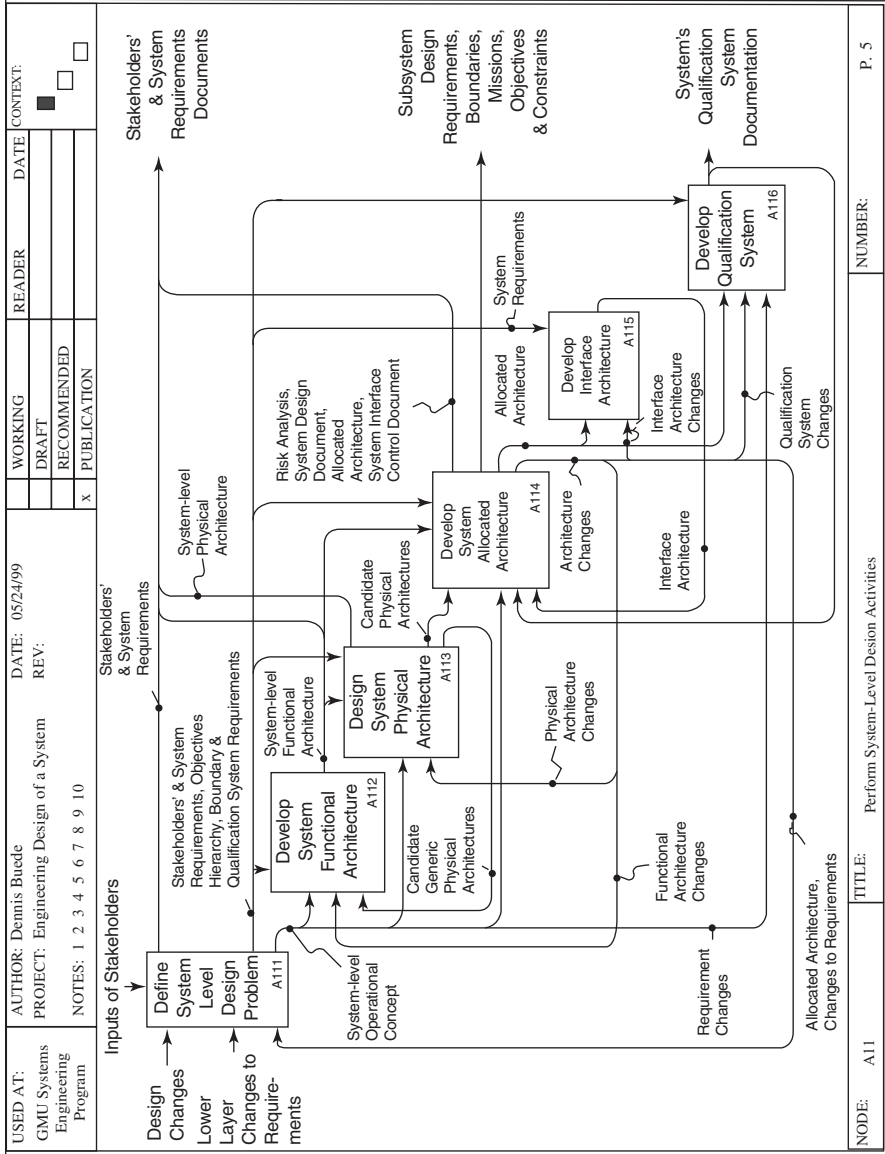 USED AT:
GMU Systems
Engineering
Program
AUTHOR: Dennis Buede
PROJECT: Engineering Design of a System
NOTES: 1 2 3 4 5 6 7 8 9 10
DATE: 05/24/99
REV:
WORKING
DRAFT
RECOMMENDED
x PUBLICATION
READER
DATE
CONTEXT:
Inputs of Stakeholders
Design
Changes
Lower
Layer
Changes to
Require-
ments
Define
System
Level
Design
Problem
A111
Stakeholders'
& System
Requirements
Stakeholders' & System
Requirements, Objectives
Hierarchy, Boundary &
Qualification System Requirements
System-level
Operational
Concept
Develop
System
Functional
Architecture
A112
System-level
Functional
Architecture
System-level
Physical
Architecture
Candidate
Generic
Physical
Architectures
Design
System
Physical
Architecture
A113
Candidate
Physical
Architectures
Risk Analysis,
System Design
Document,
Allocated
Architecture,
System Interface
Control Document
Develop
System
Allocated
Architecture
A114
Allocated
Architecture
System
Requirements
Develop
Interface
Architecture
A115
Interface
Architecture
Changes
Architecture
Changes
Interface
Architecture
Physical
Architecture
Changes
Functional
Architecture
Changes
Requirement
Changes
Allocated Architecture,
Changes to Requirements
Qualification
System
Changes
Develop
Qualification
System
A116
Stakeholders'
& System
Requirements
Documents
Subsystem
Design
Requirements,
Boundaries,
Missions,
Objectives
& Constraints
System's
Qualification
System
Documentation
NODE: A11
TITLE: Perform System-Level Desion Activities
NUMBER:
P. 5